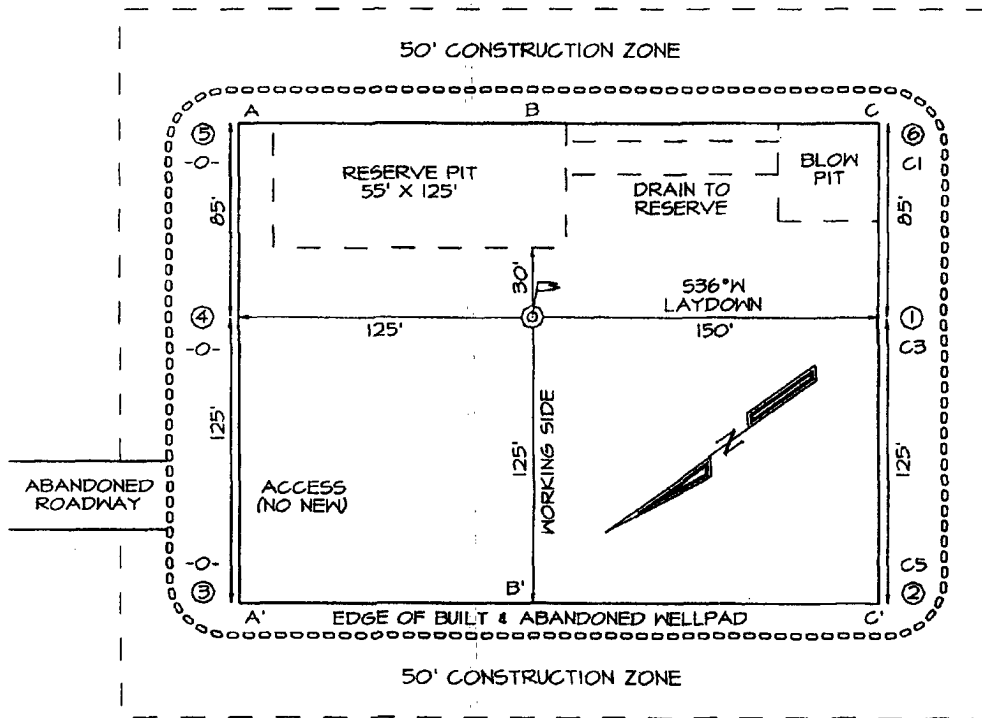 50' CONSTRUCTION ZONE
A B C
5 6
-0- C1
RESERVE PIT
55' X 125'
BLOW
PIT
DRAIN TO
RESERVE
85' 85'
30'
S36°W
LAYDOWN
4 1
125' 150'
-0- C3
125' 125' 125'
WORKING SIDE
N
ABANDONED
ROADWAY
ACCESS
(NO NEW)
-0- C5
3 B' 2
A' EDGE OF BUILT & ABANDONED WELLPAD C'
50' CONSTRUCTION ZONE